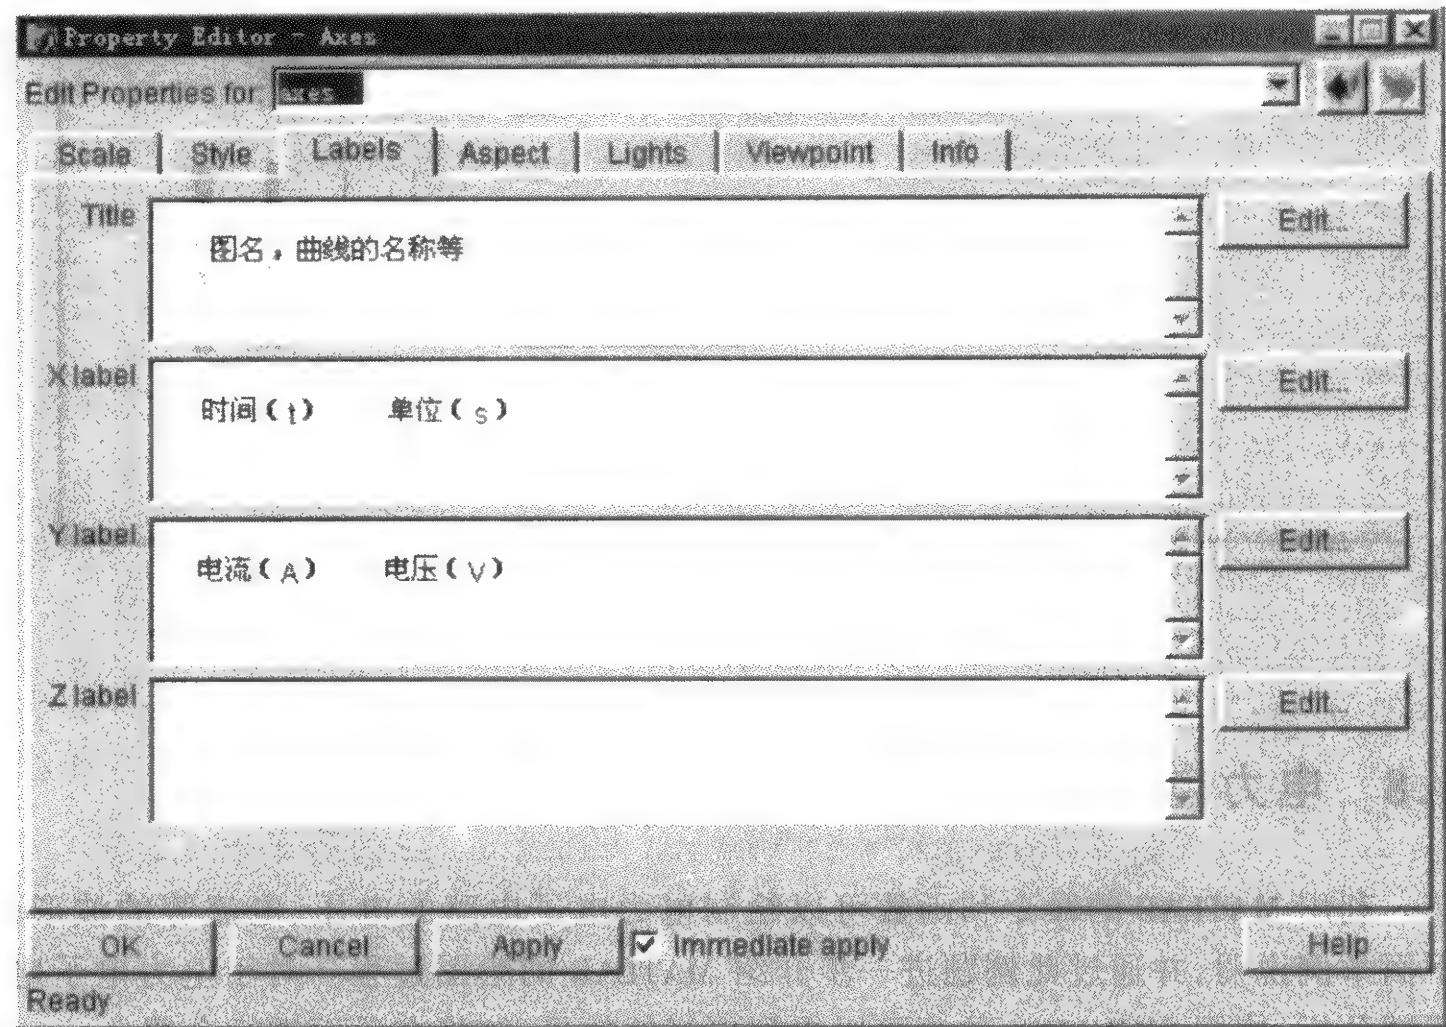 Property Editor - Axes
Edit Properties for: axes
Scale Style Labels Aspect Lights Viewpoint Info
Title
图名，曲线的名称等
Edit...
X label
时间（t） 单位（s）
Edit...
Y label
电流（A） 电压（V）
Edit...
Z label
Edit...
OK Cancel Apply Immediate apply Help
Ready